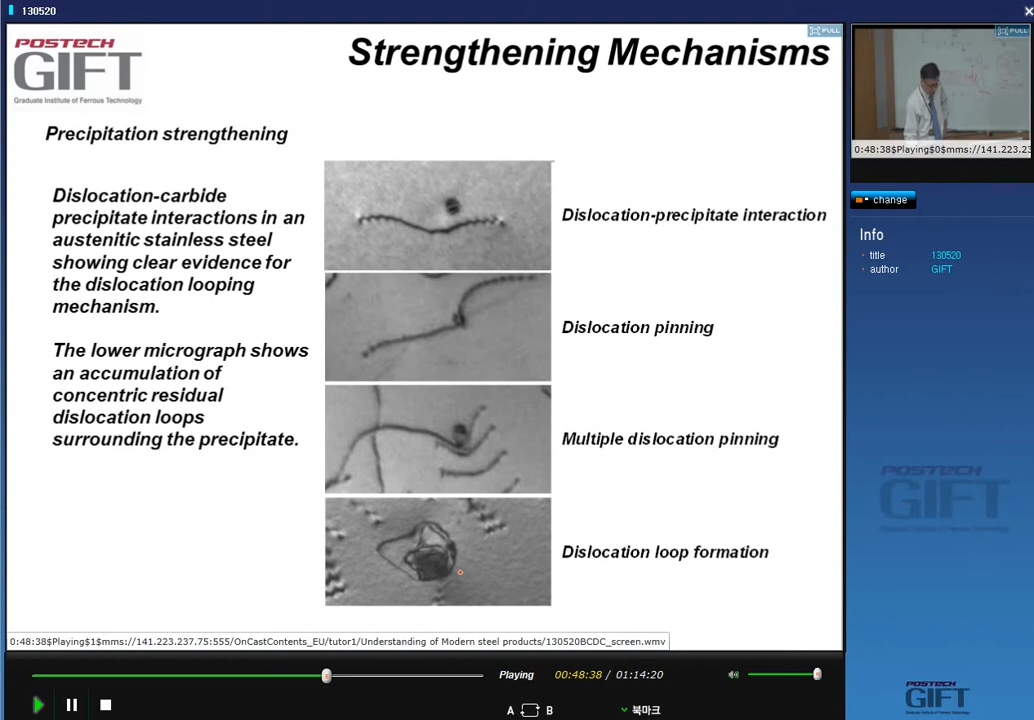 130520
FULL
POSTECH
GIFT
Graduate Institute of Ferrous Technology
Strengthening Mechanisms
Precipitation strengthening
Dislocation-carbide
precipitate interactions in an
austenitic stainless steel
showing clear evidence for
the dislocation looping
mechanism.
The lower micrograph shows
an accumulation of
concentric residual
dislocation loops
surrounding the precipitate.
Dislocation-precipitate interaction
Dislocation pinning
Multiple dislocation pinning
Dislocation loop formation
0:48:38$Playing$1$mms://141.223.237.75:555/OnCastContents_EU/tutor1/Understanding of Modern steel products/130520BCDC_screen.wmv
Playing 00:48:38 / 01:14:20
A B 북마크
FULL
0:48:38$Playing$0$mms://141.223.23
change
Info
title 130520
author GIFT
POSTECH
GIFT
POSTECH
GIFT